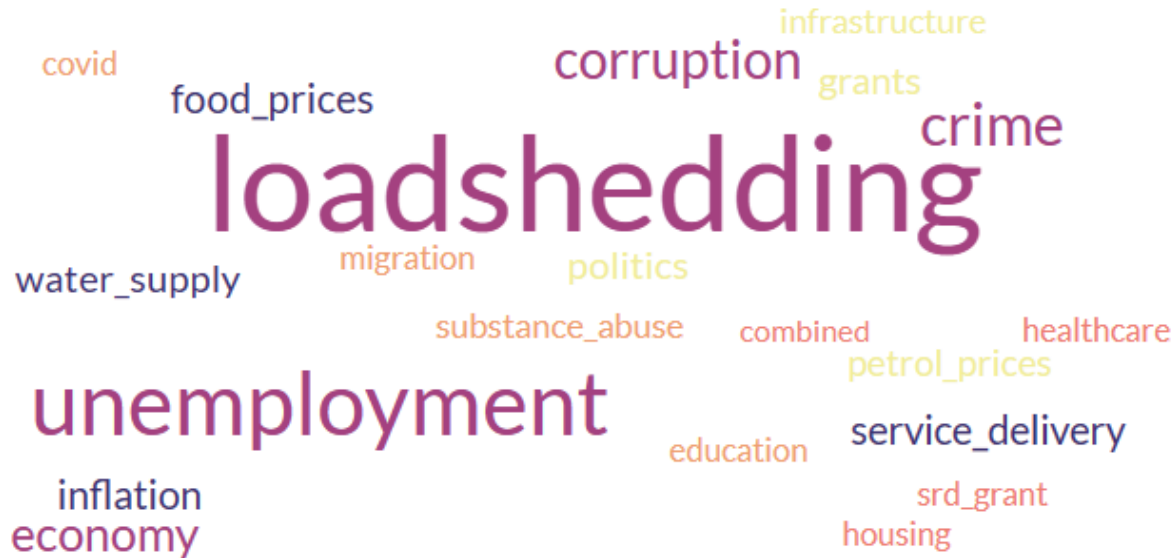 infrastructure
corruption
covid
grants
food_prices
crime
loadshedding
migration
politics
water_supply
substance_abuse
combined
healthcare
petrol_prices
unemployment
service_delivery
education
inflation
srd_grant
economy
housing